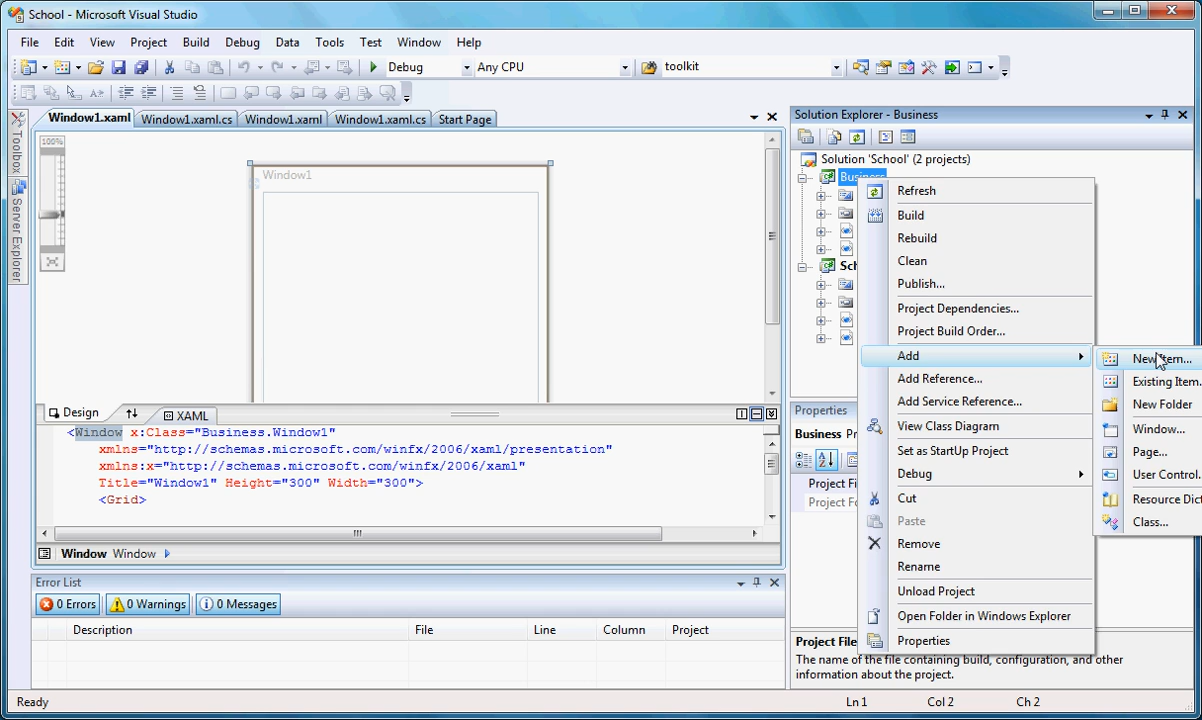 School - Microsoft Visual Studio
File Edit View Project Build Debug Data Tools Test Window Help
Debug Any CPU toolkit
Window1.xaml Window1.xaml.cs Window1.xaml Window1.xaml.cs Start Page
Toolbox
Server Explorer
100%
Window1
Design XAML
<Window x:Class="Business.Window1"
xmlns="http://schemas.microsoft.com/winfx/2006/xaml/presentation"
xmlns:x="http://schemas.microsoft.com/winfx/2006/xaml"
Title="Window1" Height="300" Width="300">
<Grid>
Window Window
Error List
0 Errors 0 Warnings 0 Messages
Description File Line Column Project
Solution Explorer - Business
Solution 'School' (2 projects)
Business
Sch
Properties
Business Pr
Project Fi
Project Fo
Project File
The name of the file containing build, configuration, and other
information about the project.
Refresh
Build
Rebuild
Clean
Publish...
Project Dependencies...
Project Build Order...
Add
Add Reference...
Add Service Reference...
View Class Diagram
Set as StartUp Project
Debug
Cut
Paste
Remove
Rename
Unload Project
Open Folder in Windows Explorer
Properties
New Item...
Existing Item.
New Folder
Window...
Page...
User Control.
Resource Dict
Class...
Ready Ln 1 Col 2 Ch 2